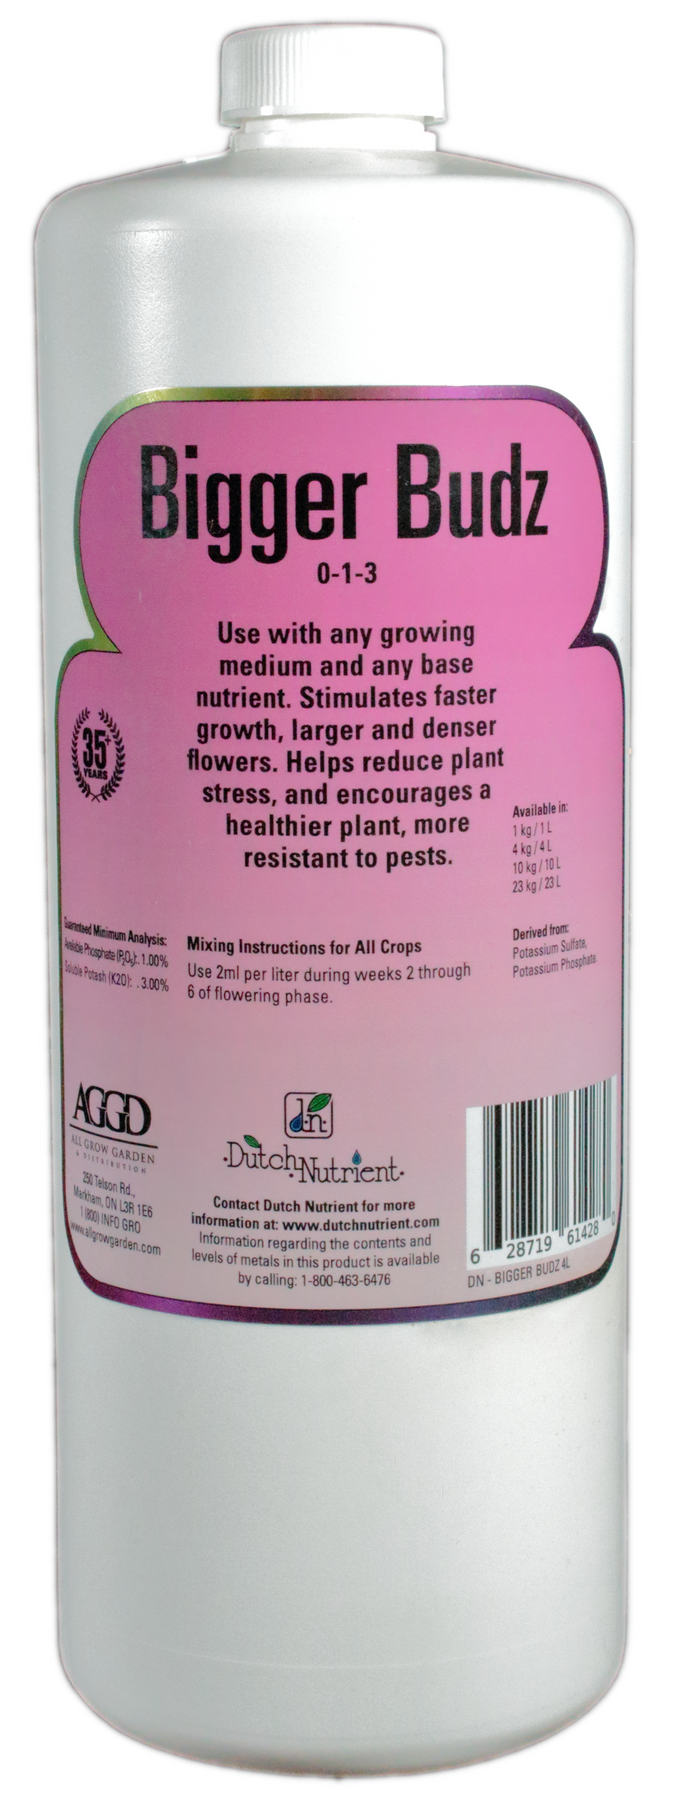 Bigger Budz
0-1-3
Use with any growing
medium and any base
nutrient. Stimulates faster
growth, larger and denser
flowers. Helps reduce plant
stress, and encourages a
healthier plant, more
resistant to pests.
35+
YEARS
Available in:
1 kg / 1 L
4 kg / 4 L
10 kg / 10 L
23 kg / 23 L
Guaranteed Minimum Analysis:
Available Phosphate (P2O5):. 1.00%
Soluble Potash (K2O): . 3.00%
Mixing Instructions for All Crops
Use 2ml per liter during weeks 2 through
6 of flowering phase.
Derived from:
Potassium Sulfate,
Potassium Phosphate.
AGGD
ALL GROW GARDEN
& DISTRIBUTION
250 Telson Rd.,
Markham, ON L3R 1E6
1 (800) INFO GRO
www.allgrowgarden.com
d·n·
·DutchNutrient·
Contact Dutch Nutrient for more
information at: www.dutchnutrient.com
Information regarding the contents and
levels of metals in this product is available
by calling: 1-800-463-6476
6 28719 61428 0
DN - BIGGER BUDZ 4L